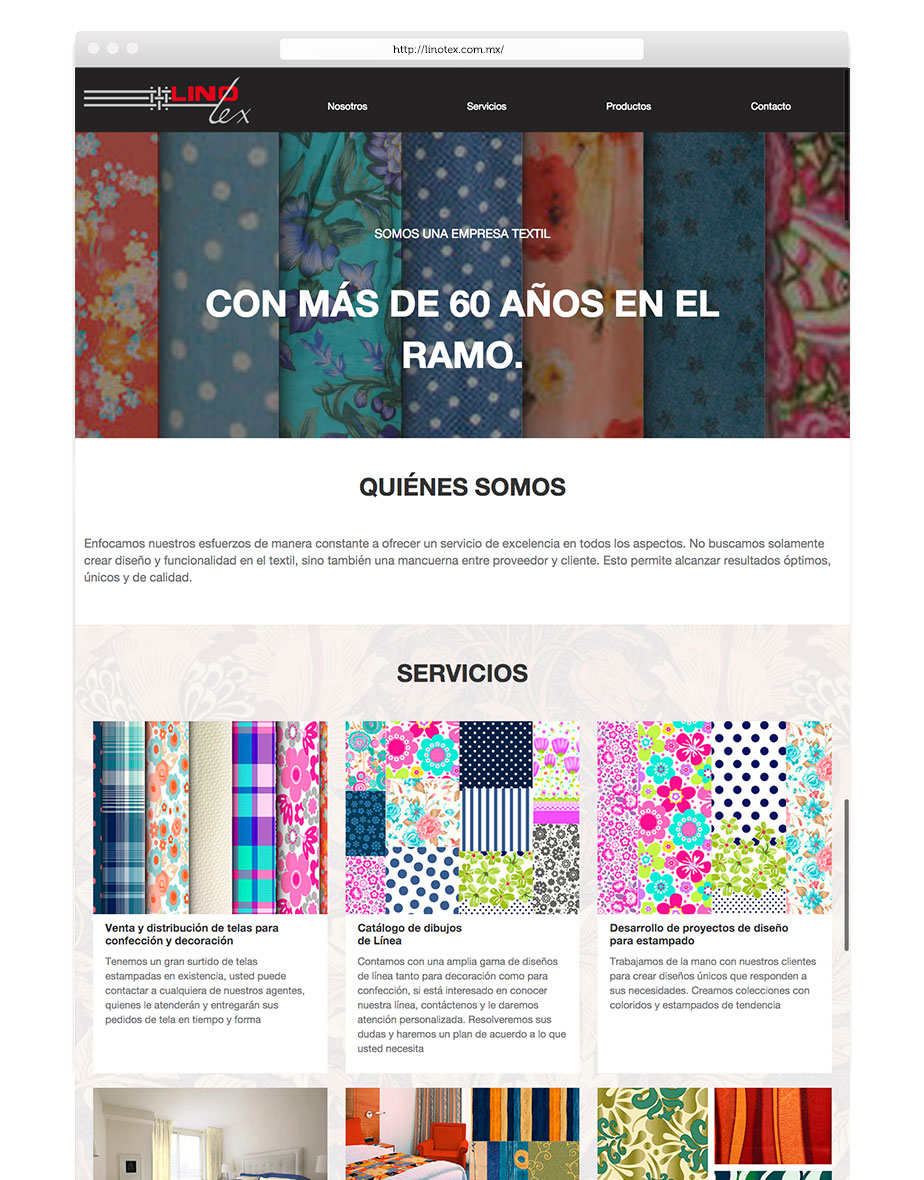 http://linotex.com.mx/
LINO
tex
Nosotros Servicios Productos Contacto
SOMOS UNA EMPRESA TEXTIL
CON MÁS DE 60 AÑOS EN EL
RAMO.
QUIÉNES SOMOS
Enfocamos nuestros esfuerzos de manera constante a ofrecer un servicio de excelencia en todos los aspectos. No buscamos solamente
crear diseño y funcionalidad en el textil, sino también una mancuerna entre proveedor y cliente. Esto permite alcanzar resultados óptimos,
únicos y de calidad.
SERVICIOS
Venta y distribución de telas para
confección y decoración
Tenemos un gran surtido de telas
estampadas en existencia, usted puede
contactar a cualquiera de nuestros agentes,
quienes le atenderán y entregarán sus
pedidos de tela en tiempo y forma
Catálogo de dibujos
de Línea
Contamos con una amplia gama de diseños
de línea tanto para decoración como para
confección, si está interesado en conocer
nuestra línea, contáctenos y le daremos
atención personalizada. Resolveremos sus
dudas y haremos un plan de acuerdo a lo que
usted necesita
Desarrollo de proyectos de diseño
para estampado
Trabajamos de la mano con nuestros clientes
para crear diseños únicos que responden a
sus necesidades. Creamos colecciones con
coloridos y estampados de tendencia